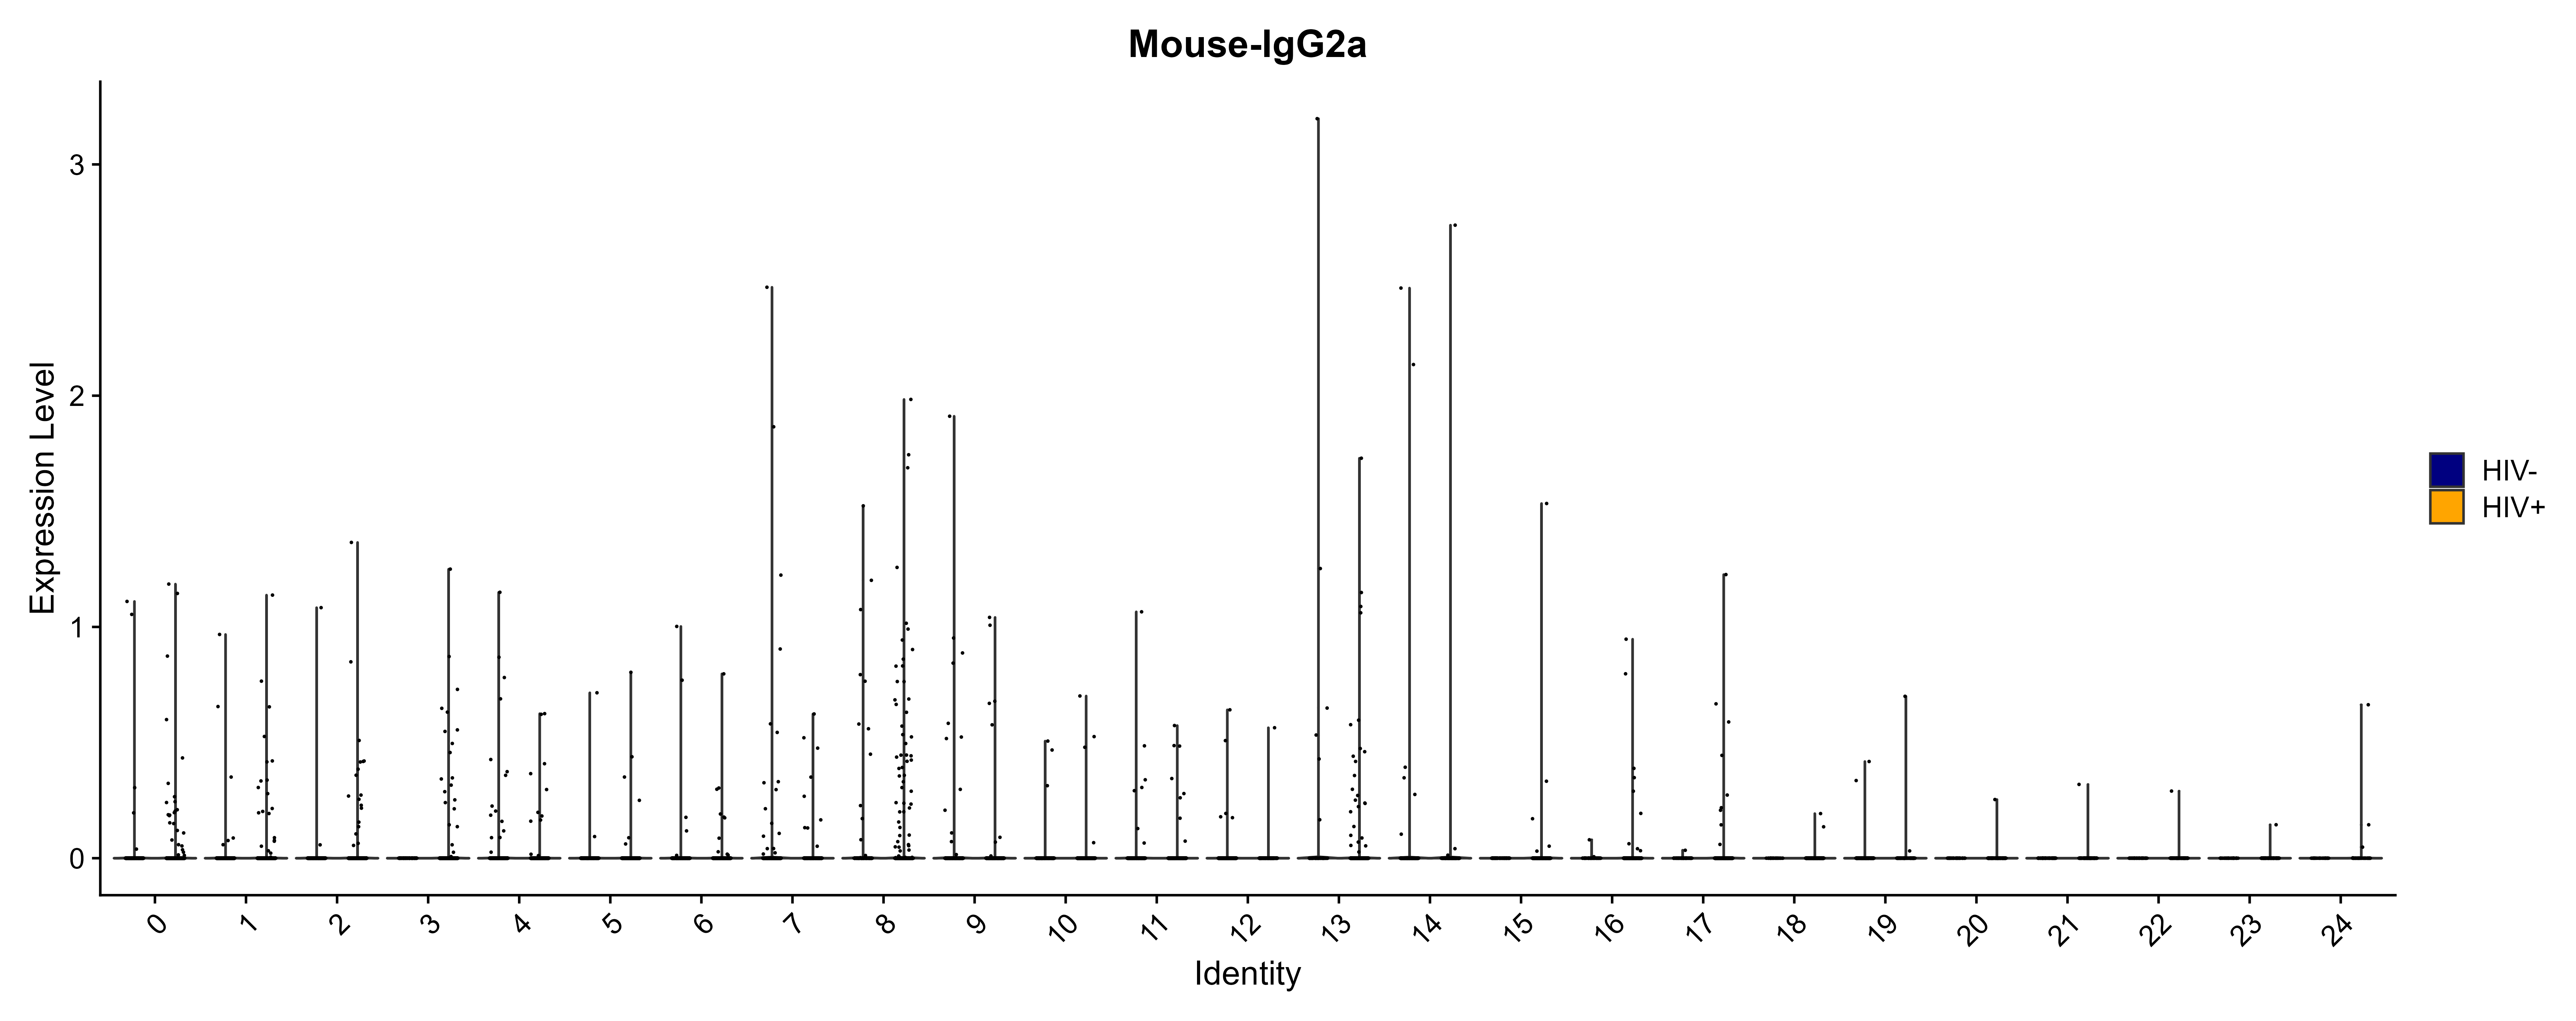 Mouse-IgG2a
Expression Level
3
2
1
0
0 1 2 3 4 5 6 7 8 9 10 11 12 13 14 15 16 17 18 19 20 21 22 23 24
Identity
HIV-
HIV+